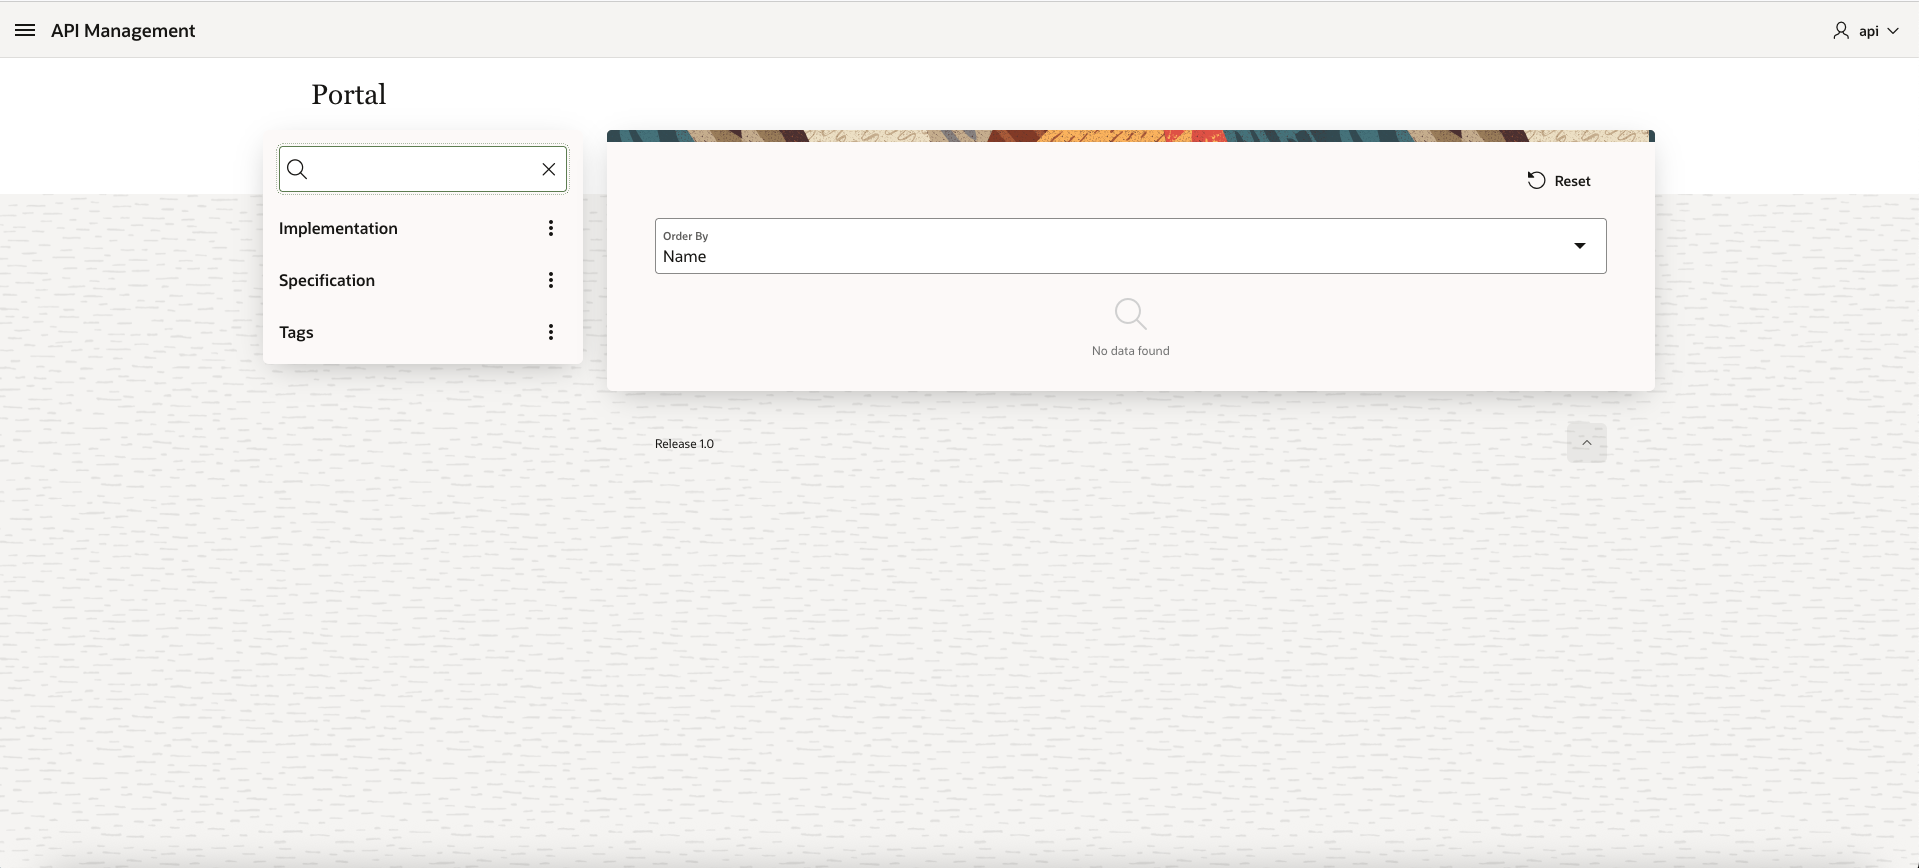 API Management
api
Portal
Implementation
Specification
Tags
Reset
Order By
Name
No data found
Release 1.0